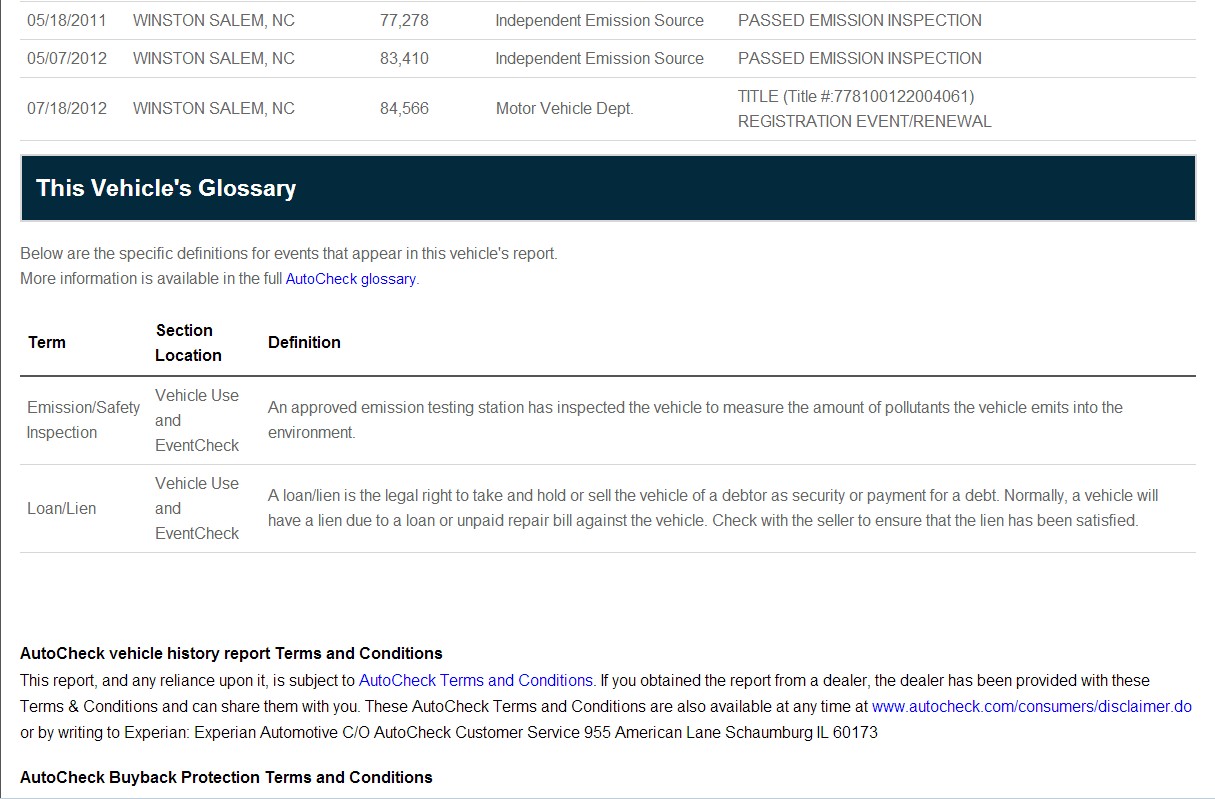 05/18/2011 WINSTON SALEM, NC 77,278 Independent Emission Source PASSED EMISSION INSPECTION
05/07/2012 WINSTON SALEM, NC 83,410 Independent Emission Source PASSED EMISSION INSPECTION
07/18/2012 WINSTON SALEM, NC 84,566 Motor Vehicle Dept. TITLE (Title #:778100122004061)
REGISTRATION EVENT/RENEWAL
This Vehicle's Glossary
Below are the specific definitions for events that appear in this vehicle's report.
More information is available in the full AutoCheck glossary.
Term Section Location Definition
Emission/Safety Inspection
Vehicle Use and EventCheck
An approved emission testing station has inspected the vehicle to measure the amount of pollutants the vehicle emits into the
environment.
Loan/Lien
Vehicle Use and EventCheck
A loan/lien is the legal right to take and hold or sell the vehicle of a debtor as security or payment for a debt. Normally, a vehicle will
have a lien due to a loan or unpaid repair bill against the vehicle. Check with the seller to ensure that the lien has been satisfied.
AutoCheck vehicle history report Terms and Conditions
This report, and any reliance upon it, is subject to AutoCheck Terms and Conditions. If you obtained the report from a dealer, the dealer has been provided with these
Terms & Conditions and can share them with you. These AutoCheck Terms and Conditions are also available at any time at www.autocheck.com/consumers/disclaimer.do
or by writing to Experian: Experian Automotive C/O AutoCheck Customer Service 955 American Lane Schaumburg IL 60173
AutoCheck Buyback Protection Terms and Conditions